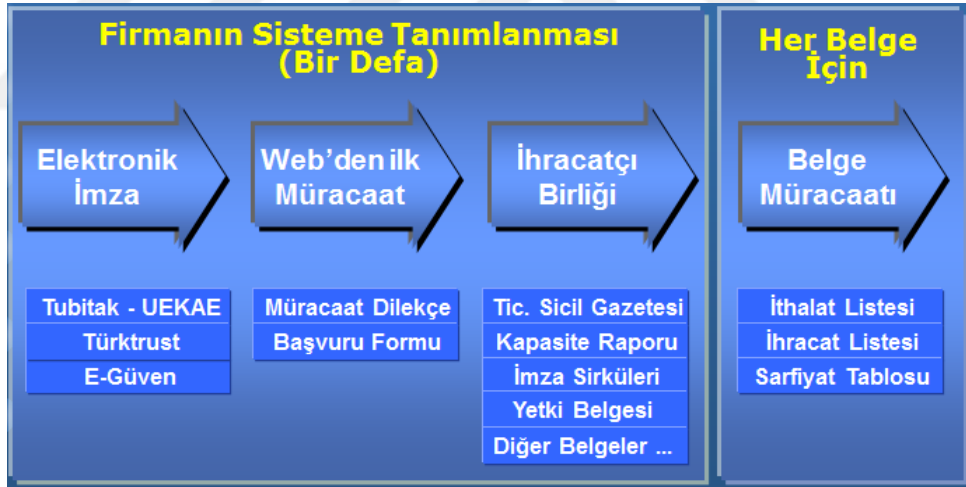 Firmanın Sisteme Tanımlanması
(Bir Defa)
Her Belge
İçin
Elektronik
İmza
Web'den ilk
Müracaat
İhracatçı
Birliği
Belge
Müracaatı
Tubitak - UEKAE
Türktrust
E-Güven
Müracaat Dilekçe
Başvuru Formu
Tic. Sicil Gazetesi
Kapasite Raporu
İmza Sirküleri
Yetki Belgesi
Diğer Belgeler ...
İthalat Listesi
İhracat Listesi
Sarfiyat Tablosu